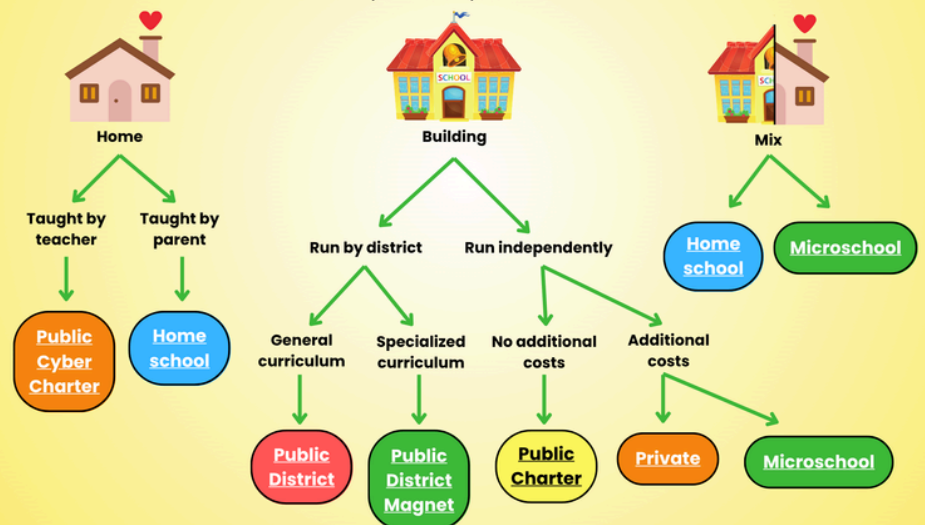 SCHOOL
SCH
Home
Building
Mix
Taught by
teacher
Taught by
parent
Run by district
Run independently
Home
school
Microschool
General
curriculum
Specialized
curriculum
No additional
costs
Additional
costs
Public
Cyber
Charter
Home
school
Public
District
Public
District
Magnet
Public
Charter
Private
Microschool